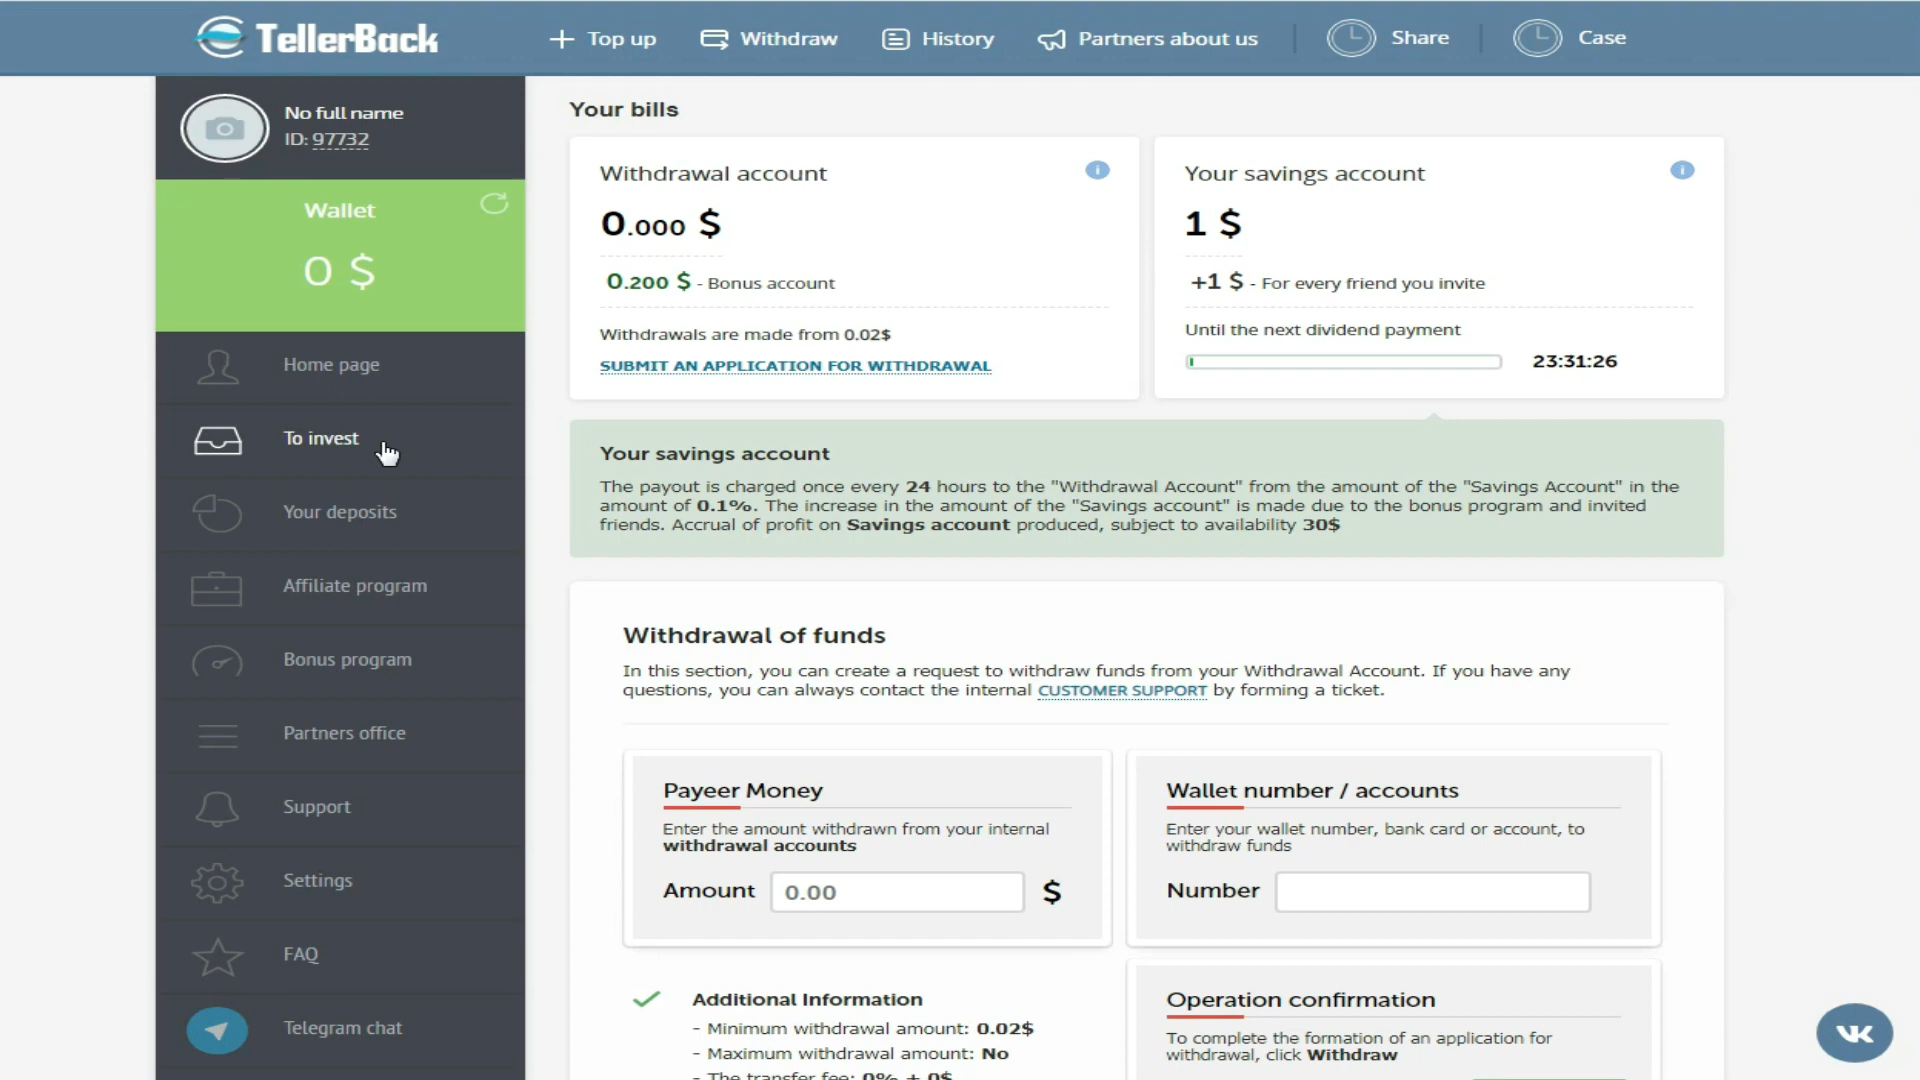 TellerBack
Top up
Withdraw
History
Partners about us
Share
Case
No full name
ID: 97732
Wallet
0 $
Home page
To invest
Your deposits
Affiliate program
Bonus program
Partners office
Support
Settings
FAQ
Telegram chat
Your bills
Withdrawal account
0.000 $
0.200 $ - Bonus account
Withdrawals are made from 0.02$
SUBMIT AN APPLICATION FOR WITHDRAWAL
Your savings account
1 $
+1 $ - For every friend you invite
Until the next dividend payment
23:31:26
Your savings account
The payout is charged once every 24 hours to the "Withdrawal Account" from the amount of the "Savings Account" in the
amount of 0.1%. The increase in the amount of the "Savings account" is made due to the bonus program and invited
friends. Accrual of profit on Savings account produced, subject to availability 30$
Withdrawal of funds
In this section, you can create a request to withdraw funds from your Withdrawal Account. If you have any
questions, you can always contact the internal CUSTOMER SUPPORT by forming a ticket.
Payeer Money
Enter the amount withdrawn from your internal
withdrawal accounts
Amount 0.00 $
Wallet number / accounts
Enter your wallet number, bank card or account, to
withdraw funds
Number
Additional Information
- Minimum withdrawal amount: 0.02$
- Maximum withdrawal amount: No
- The transfer fee: 0% + 0$
Operation confirmation
To complete the formation of an application for
withdrawal, click Withdraw